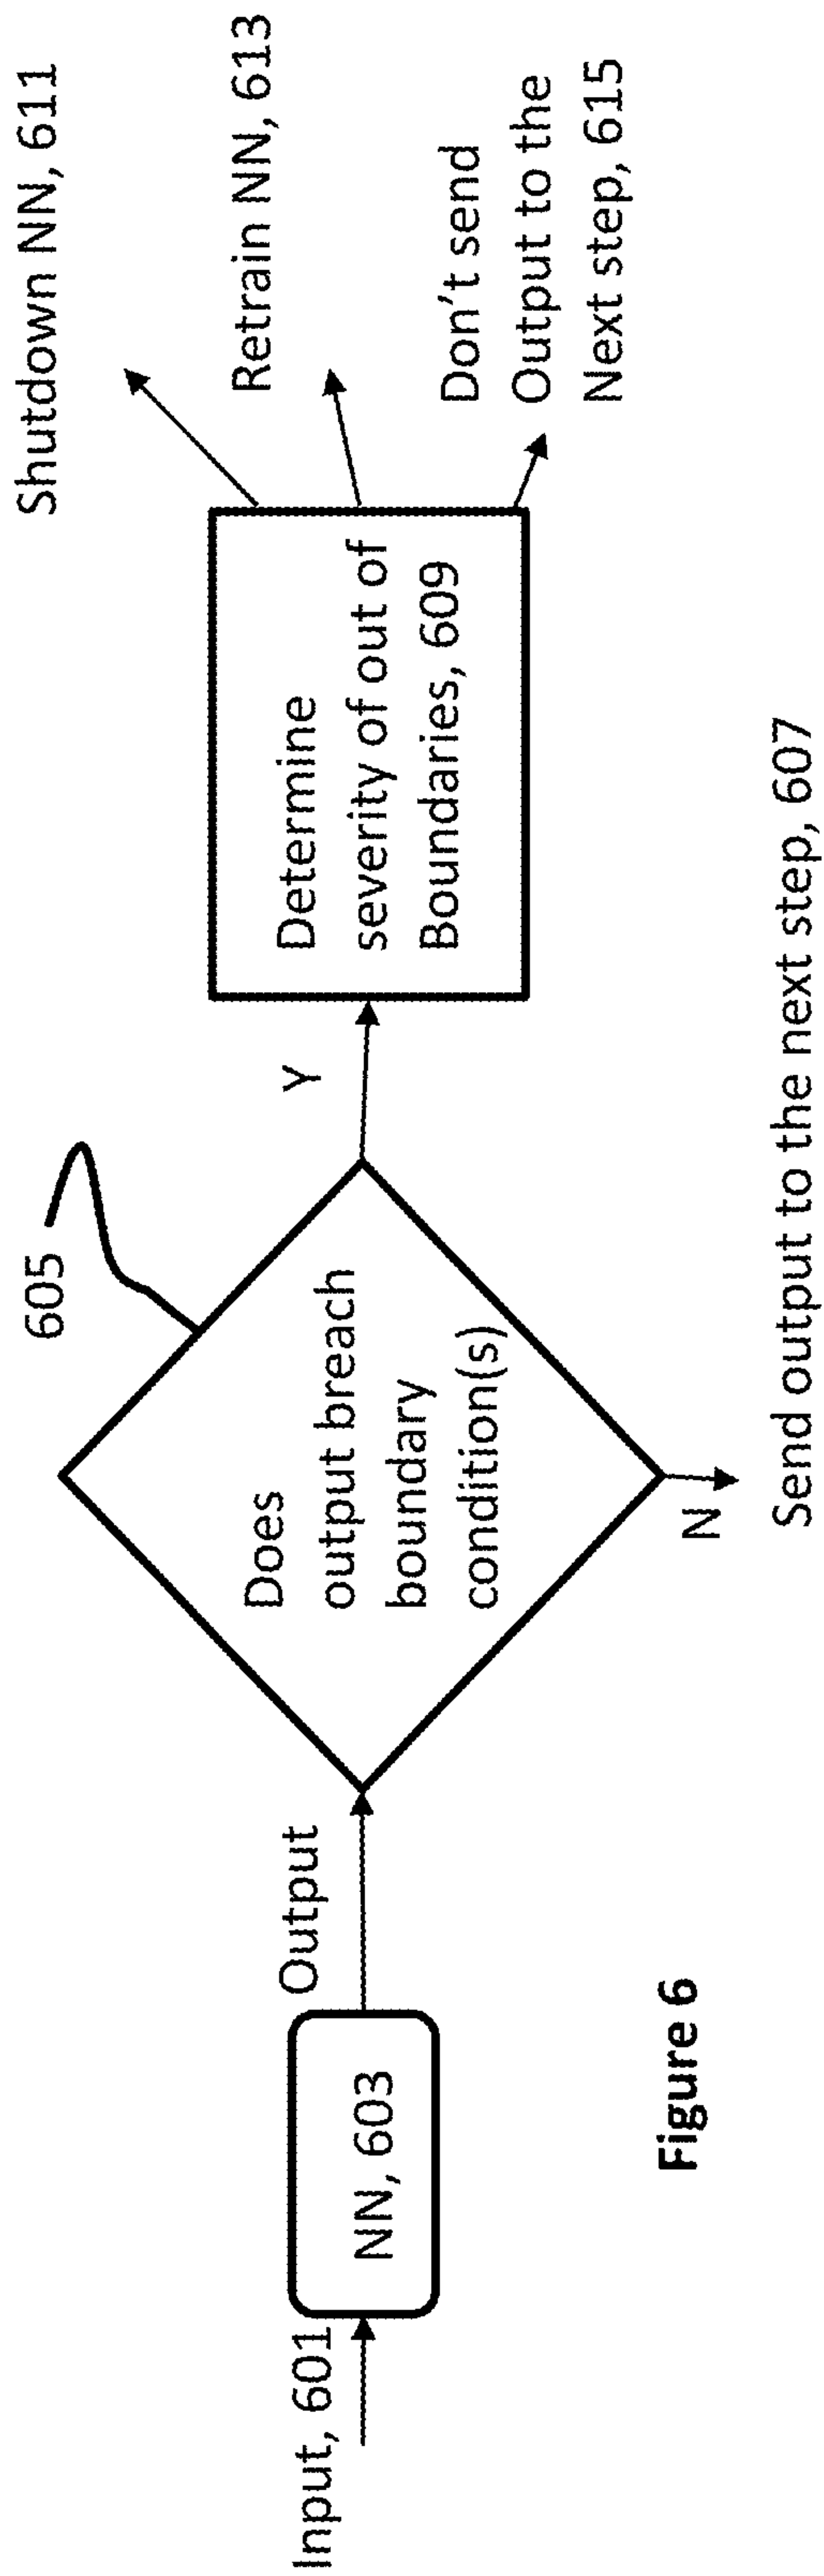 Input, 601
NN, 603
Output
605
Does
output breach
boundary
condition(s)
Y
N
Send output to the next step, 607
Determine
severity of out of
Boundaries, 609
Shutdown NN, 611
Retrain NN, 613
Don't send
Output to the
Next step, 615
Figure 6